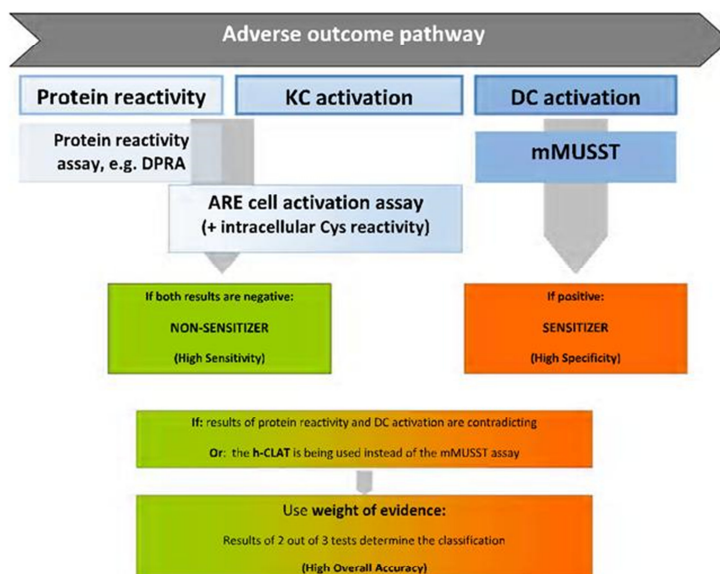 Adverse outcome pathway
Protein reactivity
KC activation
DC activation
Protein reactivity
assay, e.g. DPRA
mMUSST
ARE cell activation assay
(+ intracellular Cys reactivity)
If both results are negative:
NON-SENSITIZER
(High Sensitivity)
If positive:
SENSITIZER
(High Specificity)
If: results of protein reactivity and DC activation are contradicting
Or: the h-CLAT is being used instead of the mMUSST assay
Use weight of evidence:
Results of 2 out of 3 tests determine the classification
(High Overall Accuracy)